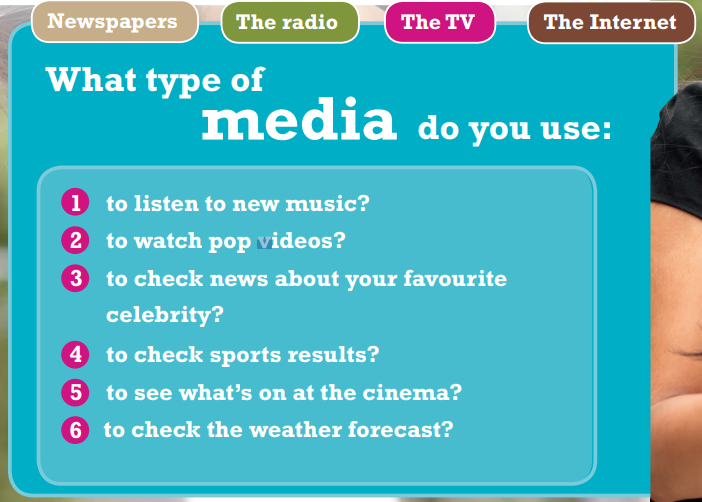 Newspapers The radio The TV The Internet
What type of
media do you use:
1 to listen to new music?
2 to watch pop videos?
3 to check news about your favourite
celebrity?
4 to check sports results?
5 to see what's on at the cinema?
6 to check the weather forecast?